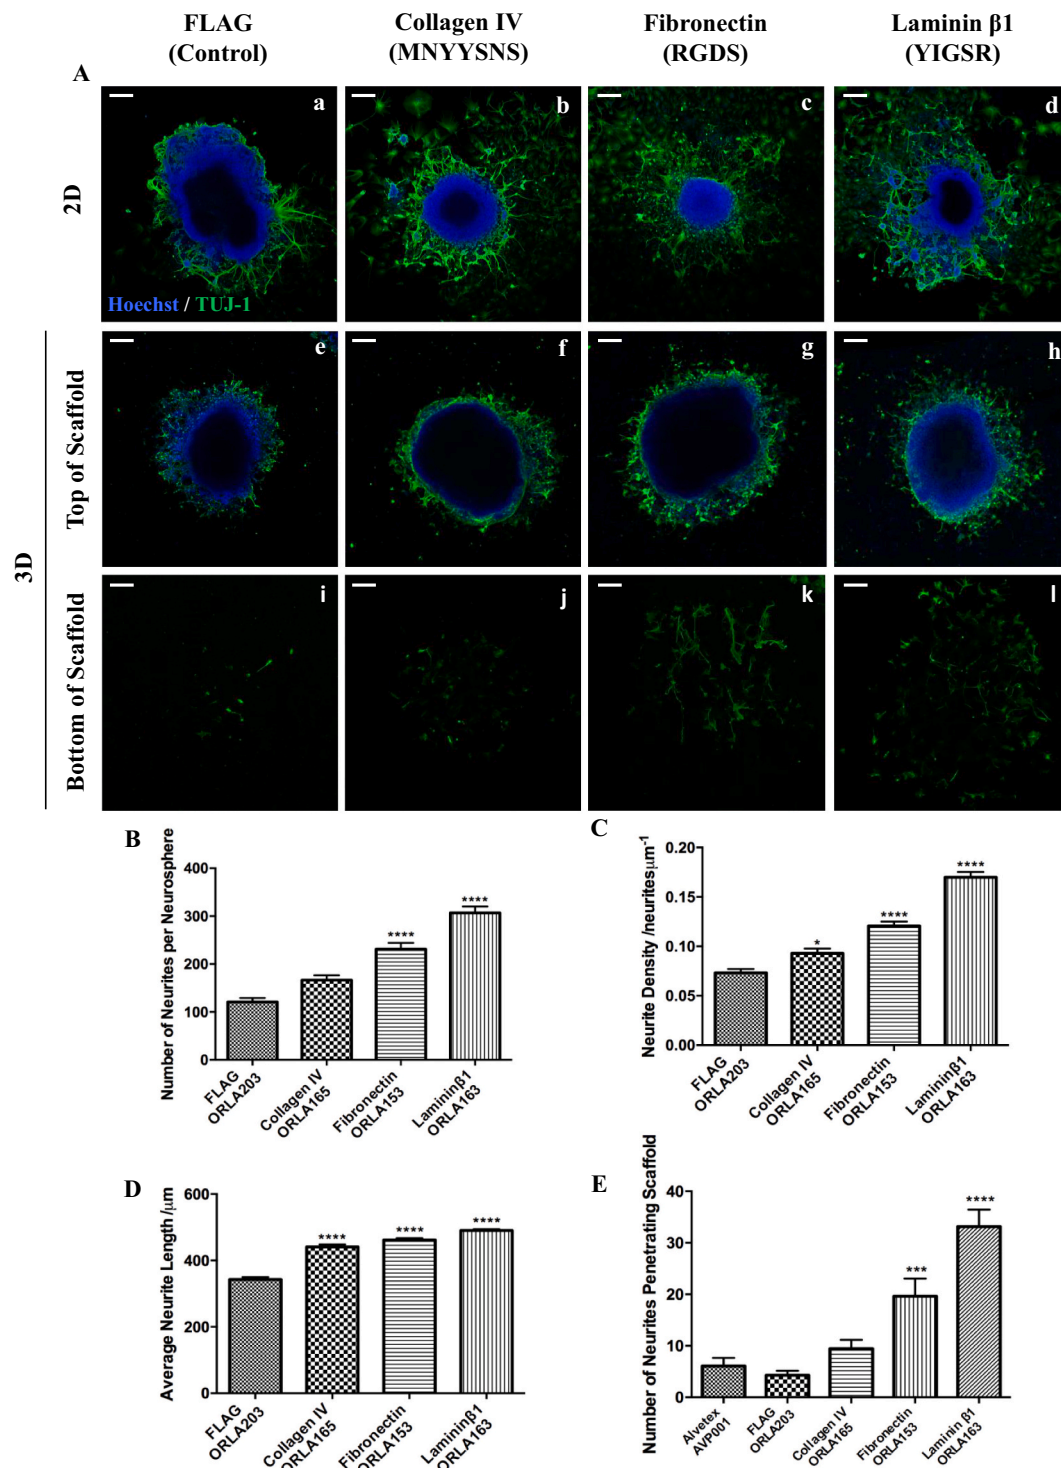 FLAG
(Control)
Collagen IV
(MNYYSNS)
Fibronectin
(RGDS)
Laminin β1
(YIGSR)
A
2D
a
b
c
d
Hoechst / TUJ-1
3D
Top of Scaffold
e
f
g
h
Bottom of Scaffold
i
j
k
l
B
Number of Neurites per Neurosphere
400
300
200
100
0
****
****
FLAG
ORLA203
Collagen IV
ORLA165
Fibronectin
ORLA153
Lamininβ1
ORLA163
C
Neurite Density /neuritesμm-1
0.20
0.15
0.10
0.05
0.00
*
****
****
FLAG
ORLA203
Collagen IV
ORLA165
Fibronectin
ORLA153
Lamininβ1
ORLA163
D
Average Neurite Length /μm
600
400
200
0
****
****
****
FLAG
ORLA203
Collagen IV
ORLA165
Fibronectin
ORLA153
Lamininβ1
ORLA163
E
Number of Neurites Penetrating Scaffold
40
30
20
10
0
***
****
Alvetex
AVP001
FLAG
ORLA203
Collagen IV
ORLA165
Fibronectin
ORLA153
Laminin β1
ORLA163